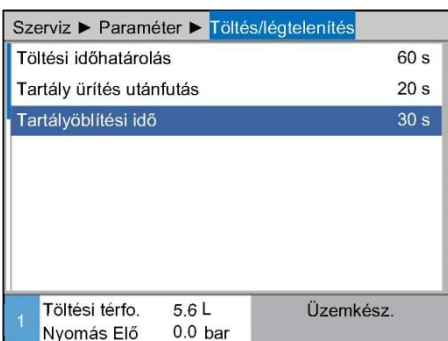 Szerviz ► Paraméter ► Töltés/légtelenítés
Töltési időhatárolás 60 s
Tartály ürítés utánfutás 20 s
Tartályöblítési idő 30 s
1 Töltési térfo. 5.6 L Üzemkész.
Nyomás Elő 0.0 bar